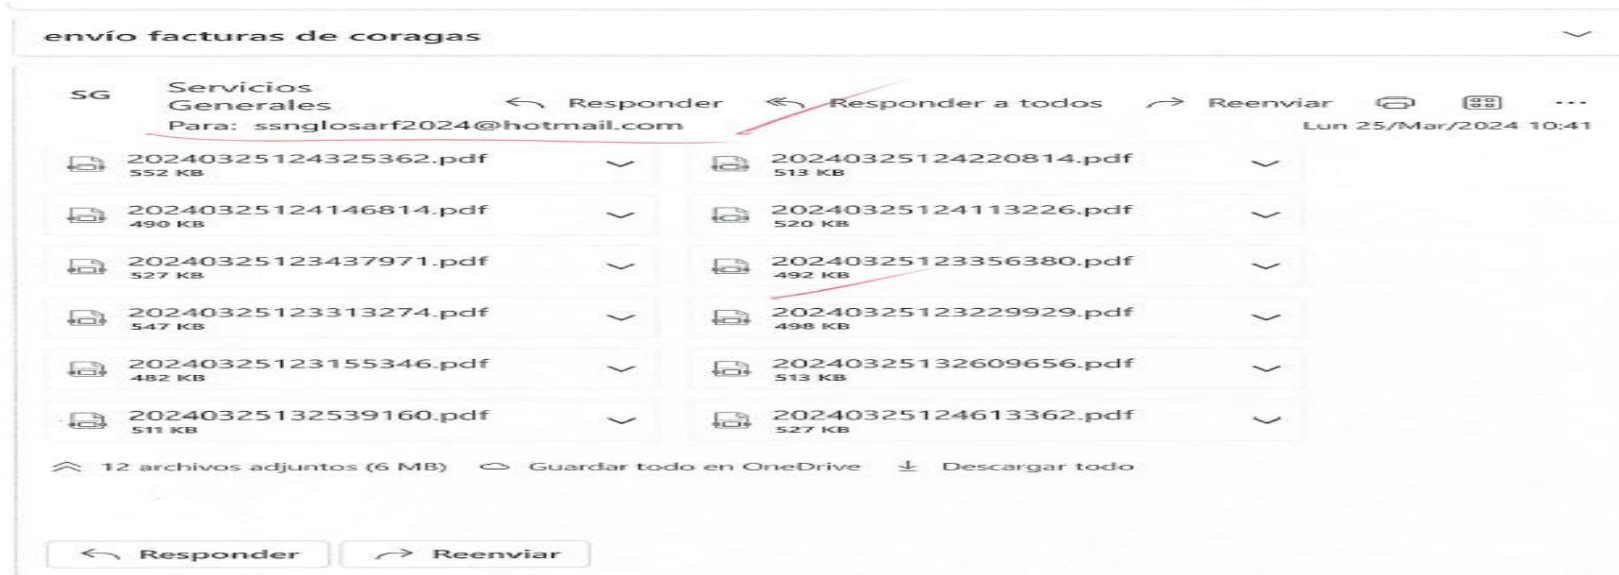 envío facturas de coragas
SG
Servicios
Generales
Responder
Responder a todos
Reenviar
Para: ssnglosarf2024@hotmail.com
Lun 25/Mar/2024 10:41
20240325124325362.pdf
552 KB
20240325124220814.pdf
513 KB
20240325124146814.pdf
490 KB
20240325124113226.pdf
520 KB
20240325123437971.pdf
527 KB
20240325123356380.pdf
492 KB
20240325123313274.pdf
547 KB
20240325123229929.pdf
498 KB
20240325123155346.pdf
482 KB
20240325132609656.pdf
513 KB
20240325132539160.pdf
511 KB
20240325124613362.pdf
527 KB
12 archivos adjuntos (6 MB)
Guardar todo en OneDrive
Descargar todo
Responder
Reenviar